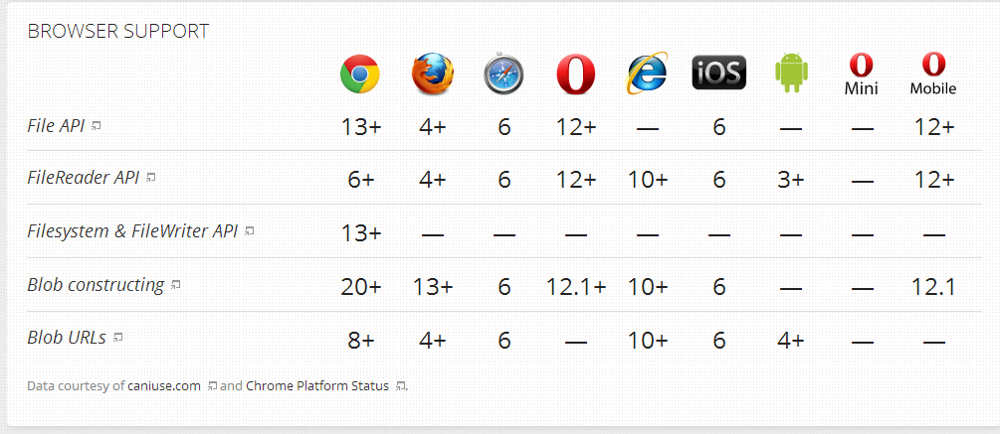 BROWSER SUPPORT
iOS
Mini Mobile
File API 13+ 4+ 6 12+ — 6 — — 12+
FileReader API 6+ 4+ 6 12+ 10+ 6 3+ — 12+
Filesystem & FileWriter API 13+ — — — — — — — —
Blob constructing 20+ 13+ 6 12.1+ 10+ 6 — — 12.1
Blob URLs 8+ 4+ 6 — 10+ 6 4+ — —
Data courtesy of caniuse.com and Chrome Platform Status .